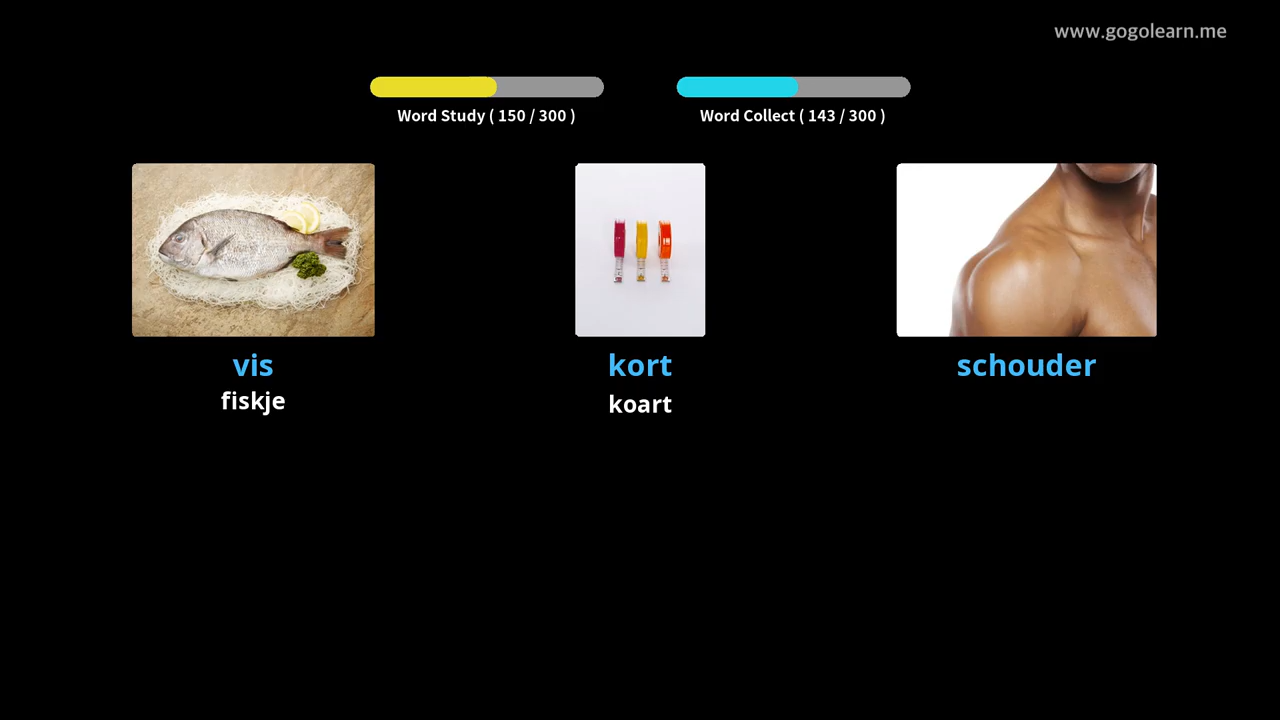 www.gogolearn.me
Word Study ( 150 / 300 )
Word Collect ( 143 / 300 )
vis
fiskje
kort
koart
schouder